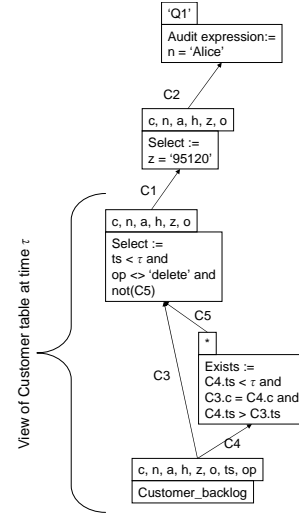 'Q1'
Audit expression:=
n = 'Alice'
C2
c, n, a, h, z, o
Select :=
z = '95120'
C1
c, n, a, h, z, o
Select :=
ts < τ and
op <> 'delete' and
not(C5)
C5
*
Exists :=
C4.ts < τ and
C3.c = C4.c and
C4.ts > C3.ts
C3
C4
c, n, a, h, z, o, ts, op
Customer_backlog
View of Customer table at time τ